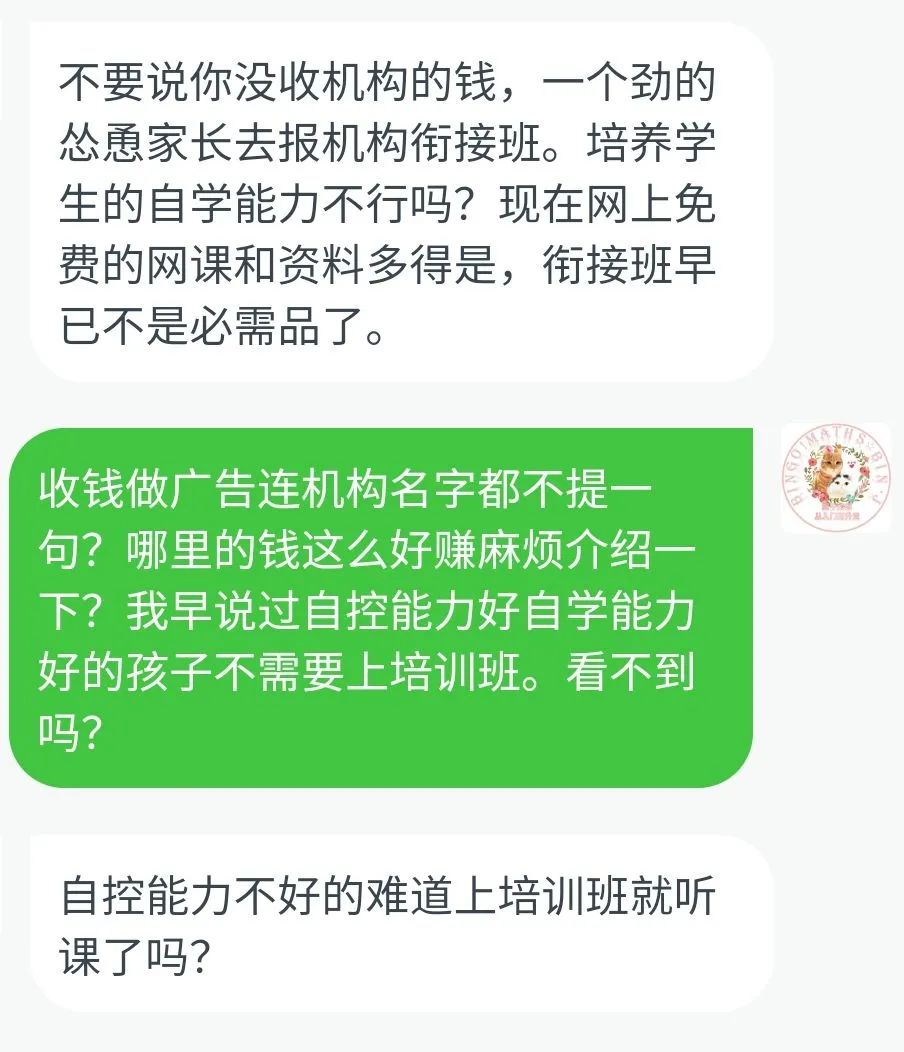 不要说你没收机构的钱，一个劲的
怂恿家长去报机构衔接班。培养学
生的自学能力不行吗？现在网上免
费的网课和资料多得是，衔接班早
已不是必需品了。
收钱做广告连机构名字都不提一
句？哪里的钱这么好赚麻烦介绍一
下？我早说过自控能力好自学能力
好的孩子不需要上培训班。看不到
吗？
BINGO!MATHS
自控能力不好的难道上培训班就听
课了吗？